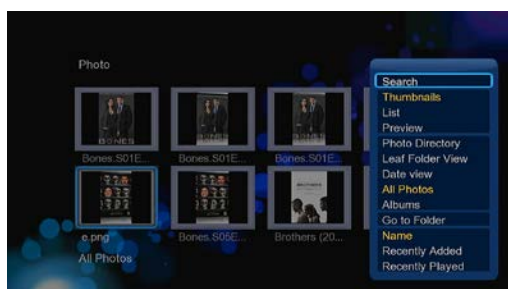 Photo
Search
Thumbnails
List
Preview
Photo Directory
Leaf Folder View
Date view
All Photos
Albums
Go to Folder
Name
Recently Added
Recently Played
BONES
Bones.S01E...
Bones.S01E...
Bones.S01E
e.png
Bones.S05E...
Brothers (20...
All Photos